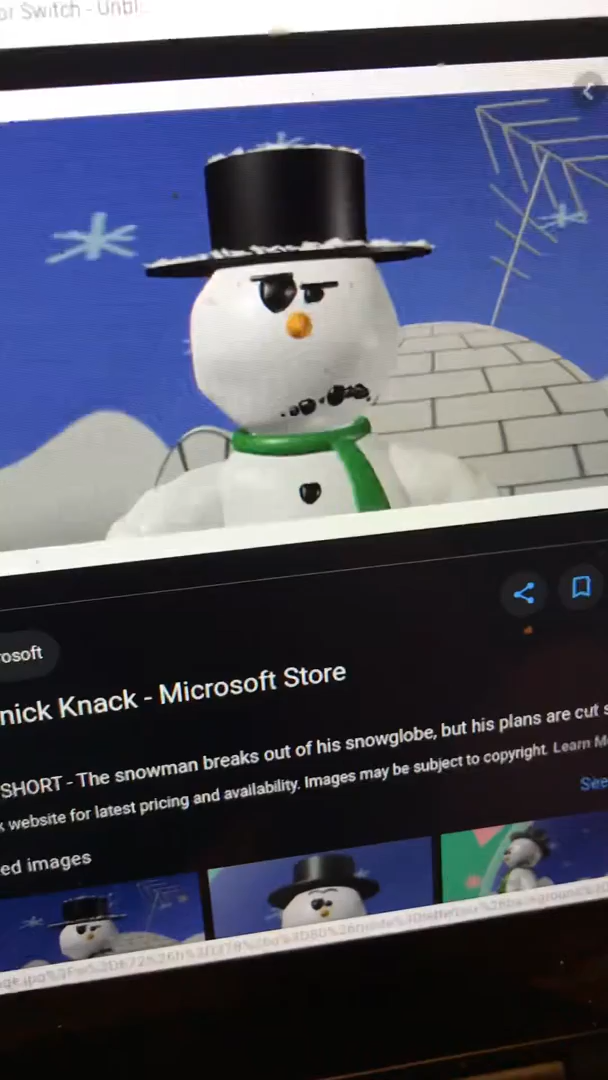 or Switch - Unbl...
rosoft
nick Knack - Microsoft Store
SHORT - The snowman breaks out of his snowglobe, but his plans are cut s
website for latest pricing and availability. Images may be subject to copyright. Learn M
See
ed images